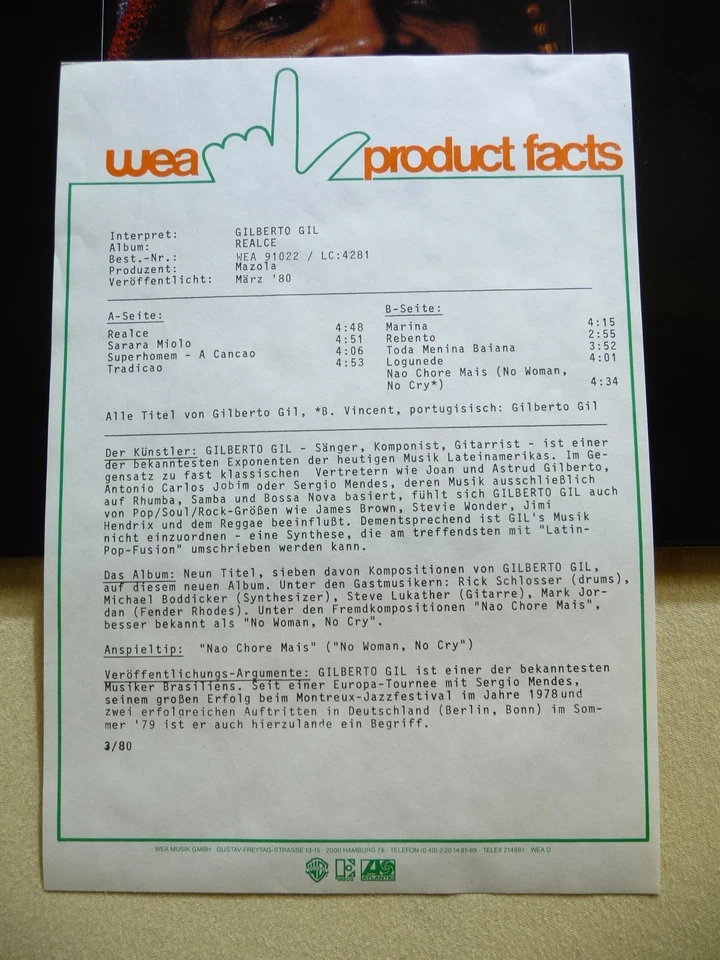 wea product facts
Interpret: GILBERTO GIL
Album: REALCE
Best.-Nr.: WEA 91022 / LC:4281
Produzent: Mazola
Veröffentlicht: März '80
A-Seite:
Realce 4:48
Sarara Miolo 4:51
Superhomem - A Cancao 4:06
Tradicao 4:53
B-Seite:
Marina 4:15
Rebento 2:55
Toda Menina Baiana 3:52
Logunede 4:01
Nao Chore Mais (No Woman,
No Cry*) 4:34
Alle Titel von Gilberto Gil, *B. Vincent, portugisisch: Gilberto Gil
Der Künstler: GILBERTO GIL - Sänger, Komponist, Gitarrist - ist einer
der bekanntesten Exponenten der heutigen Musik Lateinamerikas. Im Ge-
gensatz zu fast klassischen Vertretern wie Joan und Astrud Gilberto,
Antonio Carlos Jobim oder Sergio Mendes, deren Musik ausschließlich
auf Rhumba, Samba und Bossa Nova basiert, fühlt sich GILBERTO GIL auch
von Pop/Soul/Rock-Größen wie James Brown, Stevie Wonder, Jimi
Hendrix und dem Reggae beeinflußt. Dementsprechend ist GIL's Musik
nicht einzuordnen - eine Synthese, die am treffendsten mit "Latin-
Pop-Fusion" umschrieben werden kann.
Das Album: Neun Titel, sieben davon Kompositionen von GILBERTO GIL,
auf diesem neuen Album. Unter den Gastmusikern: Rick Schlosser (drums),
Michael Boddicker (Synthesizer), Steve Lukather (Gitarre), Mark Jor-
dan (Fender Rhodes). Unter den Fremdkompositionen "Nao Chore Mais",
besser bekannt als "No Woman, No Cry".
Anspieltip: "Nao Chore Mais" ("No Woman, No Cry")
Veröffentlichungs-Argumente: GILBERTO GIL ist einer der bekanntesten
Musiker Brasiliens. Seit einer Europa-Tournee mit Sergio Mendes,
seinem großen Erfolg beim Montreux-Jazzfestival im Jahre 1978 und
zwei erfolgreichen Auftritten in Deutschland (Berlin, Bonn) im Som-
mer '79 ist er auch hierzulande ein Begriff.
3/80
WEA MUSIK GMBH · GUSTAV-FREYTAG-STRASSE 13-15 · 2000 HAMBURG 76 · TELEFON (0 40) 2 20 14 81-89 · TELEX 214881 WEA D
ATLANTIC